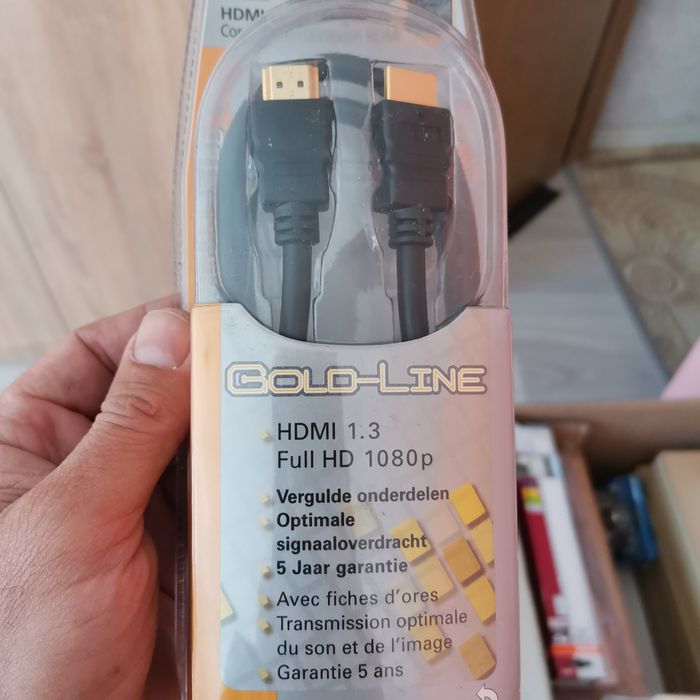 HDMI
GOLD-LINE
HDMI 1.3
Full HD 1080p
Vergulde onderdelen
Optimale
signaaloverdracht
5 Jaar garantie
Avec fiches d'ores
Transmission optimale
du son et de l'image
Garantie 5 ans